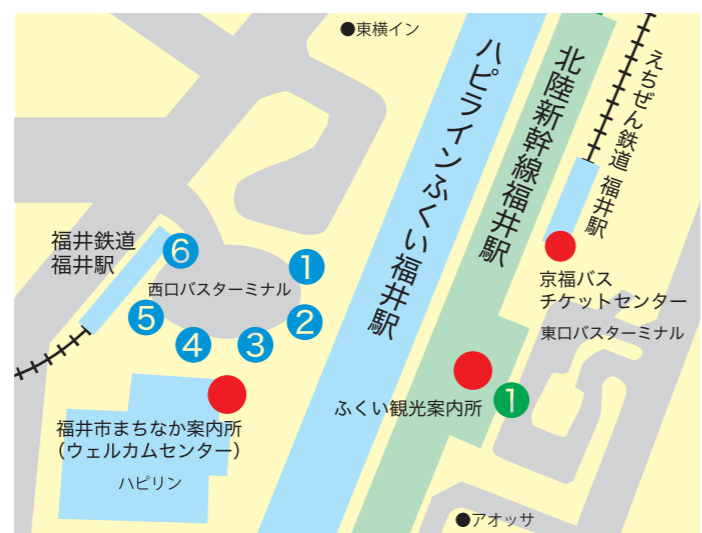 ●東横イン
ハピラインふくい福井駅
北陸新幹線福井駅
えちぜん鉄道 福井駅
福井鉄道
福井駅
6
1
西口バスターミナル
5
2
4
3
京福バス
チケットセンター
東口バスターミナル
ふくい観光案内所
1
福井市まちなか案内所
（ウェルカムセンター）
ハピリン
●アオッサ